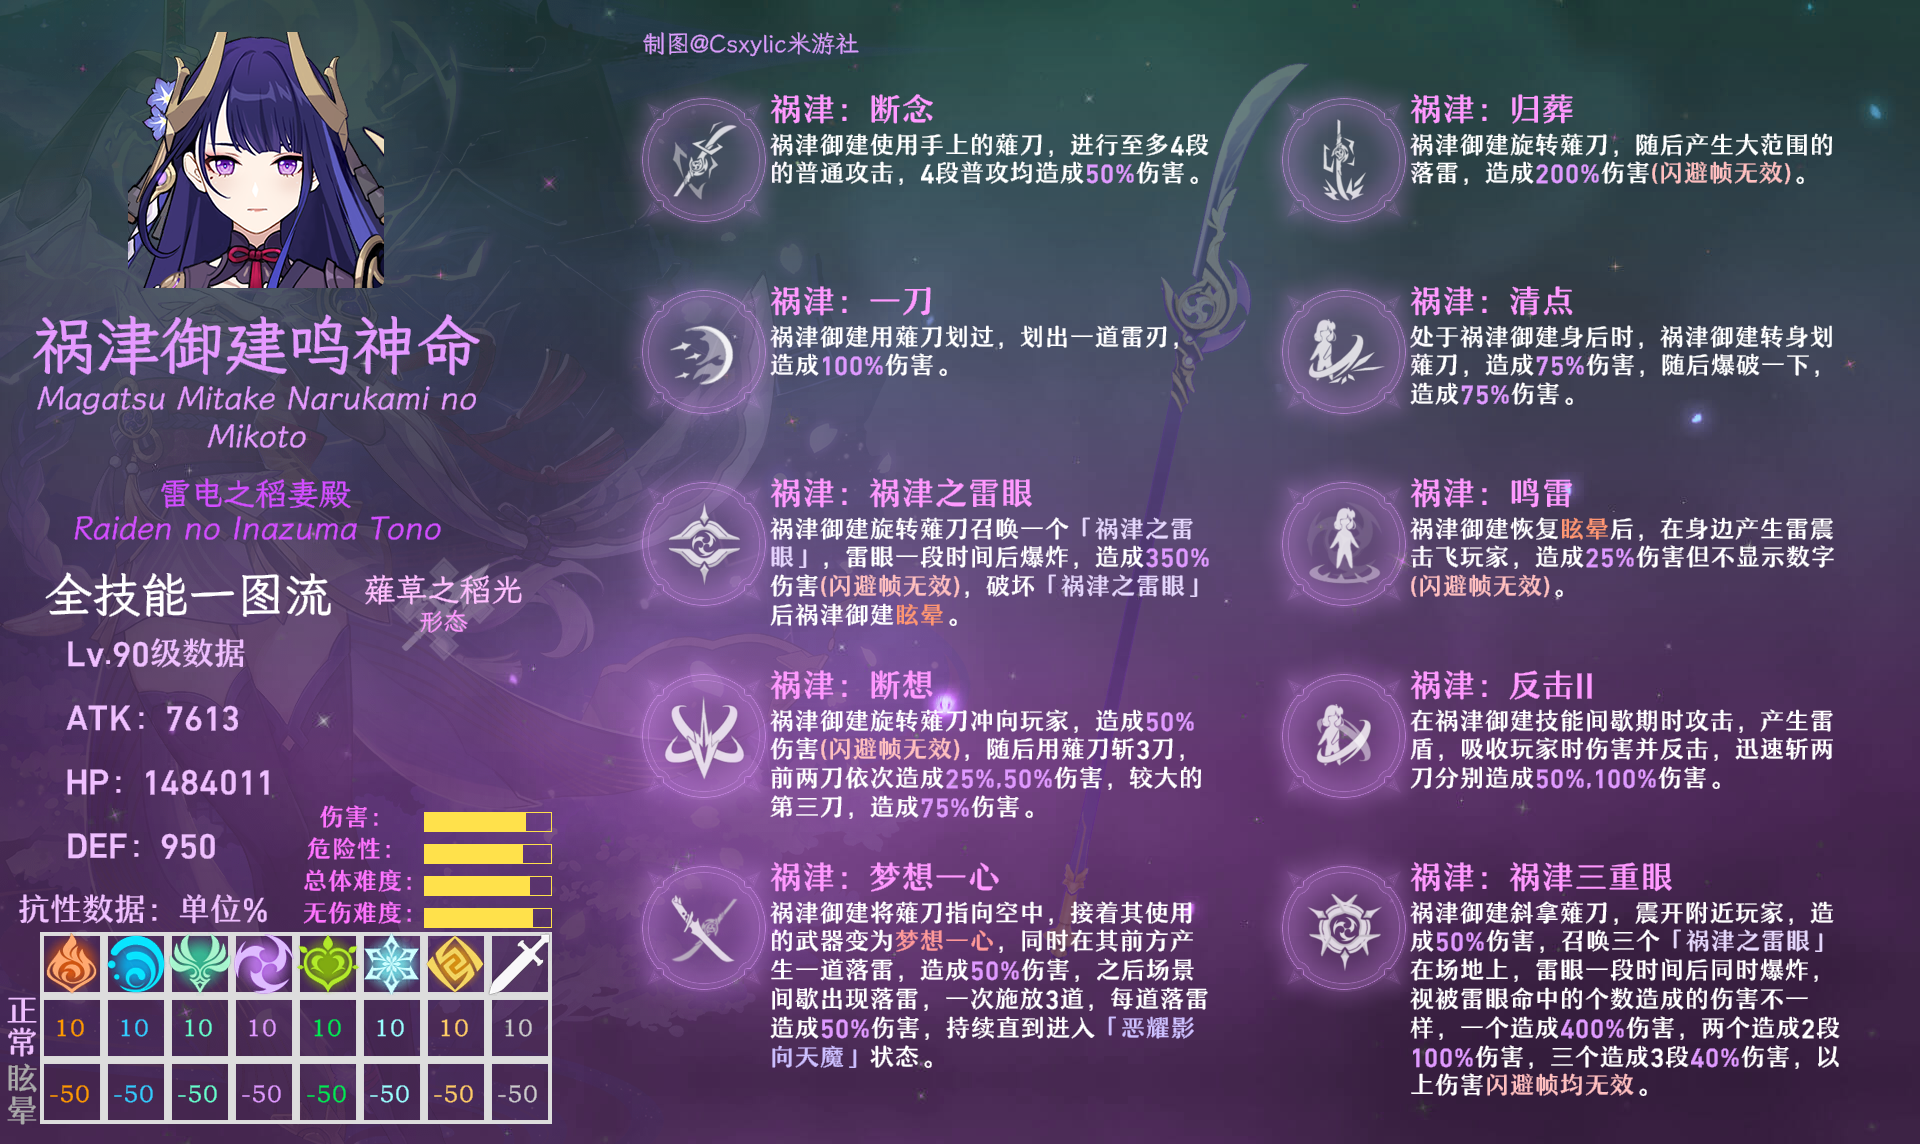 制图@Csxylic米游社
祸津御建鸣神命
Magatsu Mitake Narukami no
Mikoto
雷电之稻妻殿
Raiden no Inazuma Tono
全技能一图流
薙草之稻光
形态
Lv.90级数据
ATK：7613
HP：1484011
DEF：950
伤害：
危险性：
总体难度：
无伤难度：
抗性数据：单位%
正常
10 10 10 10 10 10 10 10
眩晕
-50 -50 -50 -50 -50 -50 -50 -50
祸津：断念
祸津御建使用手上的薙刀，进行至多4段
的普通攻击，4段普攻均造成50%伤害。
祸津：一刀
祸津御建用薙刀划过，划出一道雷刃，
造成100%伤害。
祸津：祸津之雷眼
祸津御建旋转薙刀召唤一个「祸津之雷
眼」，雷眼一段时间后爆炸，造成350%
伤害(闪避帧无效)，破坏「祸津之雷眼」
后祸津御建眩晕。
祸津：断想
祸津御建旋转薙刀冲向玩家，造成50%
伤害(闪避帧无效)，随后用薙刀斩3刀，
前两刀依次造成25%,50%伤害，较大的
第三刀，造成75%伤害。
祸津：梦想一心
祸津御建将薙刀指向空中，接着其使用
的武器变为梦想一心，同时在其前方产
生一道落雷，造成50%伤害，之后场景
间歇出现落雷，一次施放3道，每道落雷
造成50%伤害，持续直到进入「恶耀影
向天魔」状态。
祸津：归葬
祸津御建旋转薙刀，随后产生大范围的
落雷，造成200%伤害(闪避帧无效)。
祸津：清点
处于祸津御建身后时，祸津御建转身划
薙刀，造成75%伤害，随后爆破一下，
造成75%伤害。
祸津：鸣雷
祸津御建恢复眩晕后，在身边产生雷震
击飞玩家，造成25%伤害但不显示数字
(闪避帧无效)。
祸津：反击II
在祸津御建技能间歇期时攻击，产生雷
盾，吸收玩家时伤害并反击，迅速斩两
刀分别造成50%,100%伤害。
祸津：祸津三重眼
祸津御建斜拿薙刀，震开附近玩家，造
成50%伤害，召唤三个「祸津之雷眼」
在场地上，雷眼一段时间后同时爆炸，
视被雷眼命中的个数造成的伤害不一
样，一个造成400%伤害，两个造成2段
100%伤害，三个造成3段40%伤害，以
上伤害闪避帧均无效。